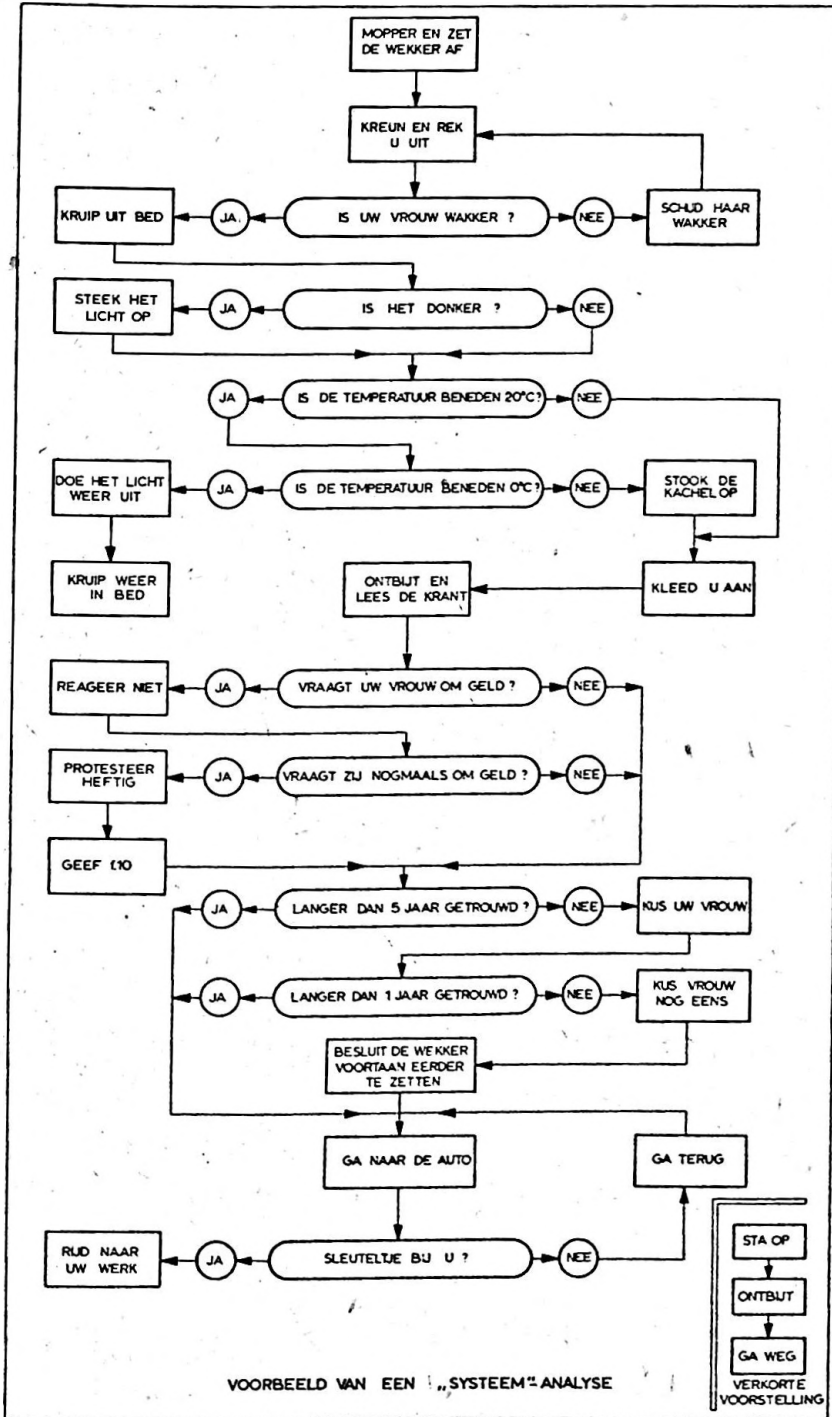 MOPPER EN ZET
DE WEKKER AF
KREUN EN REK
U UIT
KRUIP UIT BED
JA.
IS UW VROUW WAKKER ?
NEE
SCHUD HAAR
WAKKER
STEEK HET
LICHT OP
JA
IS HET DONKER ?
NEE
JA
IS DE TEMPERATUUR BENEDEN 20°C?
NEE
DOE HET LICHT
WEER UIT
JA
IS DE TEMPERATUUR BENEDEN 0°C?
NEE
STOOK DE
KACHEL OP
KRUIP WEER
IN BED
ONTBIJT EN
LEES DE KRANT
KLEED U AAN
REAGEER NIET
JA
VRAAGT UW VROUW OM GELD ?
NEE
PROTESTEER
HEFTIG
JA
VRAAGT ZIJ NOGMAALS OM GELD ?
NEE
GEEF £10
JA
LANGER DAN 5 JAAR GETROUWD ?
NEE
KUS UW VROUW
JA
LANGER DAN 1 JAAR GETROUWD ?
NEE
KUS VROUW
NOG EENS
BESLUIT DE WEKKER
VOORTAAN EERDER
TE ZETTEN
GA NAAR DE AUTO
GA TERUG
RIJD NAAR
UW WERK
JA
SLEUTELTJE BIJ U ?
NEE
STA OP
ONTBIJT
GA WEG
VERKORTE
VOORSTELLING
VOORBEELD VAN EEN „SYSTEEM"-ANALYSE